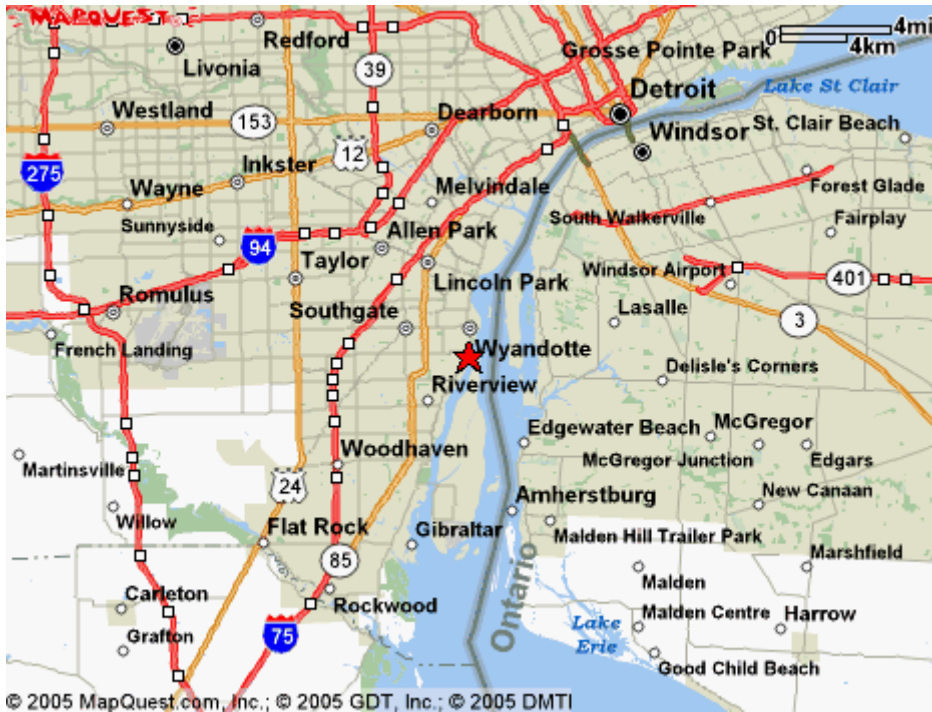 MAPQUEST
4mi
0
4km
Redford
Grosse Pointe Park
Livonia
39
Lake St Clair
Detroit
Westland
153
Dearborn
Windsor
St. Clair Beach
12
Inkster
275
Wayne
Melvindale
Forest Glade
Sunnyside
South Walkerville
Fairplay
94
Allen Park
Taylor
Windsor Airport
401
Lincoln Park
Romulus
Southgate
Lasalle
3
French Landing
Wyandotte
Delisle's Corners
Riverview
Edgewater Beach
McGregor
Woodhaven
Martinsville
McGregor Junction
Edgars
24
New Canaan
Amherstburg
Willow
Flat Rock
Gibraltar
Malden Hill Trailer Park
85
Marshfield
Ontario
Malden
Carleton
Rockwood
Malden Centre
Harrow
Grafton
75
Lake
Erie
Good Child Beach
© 2005 MapQuest.com, Inc.; © 2005 GDT, Inc.; © 2005 DMTI